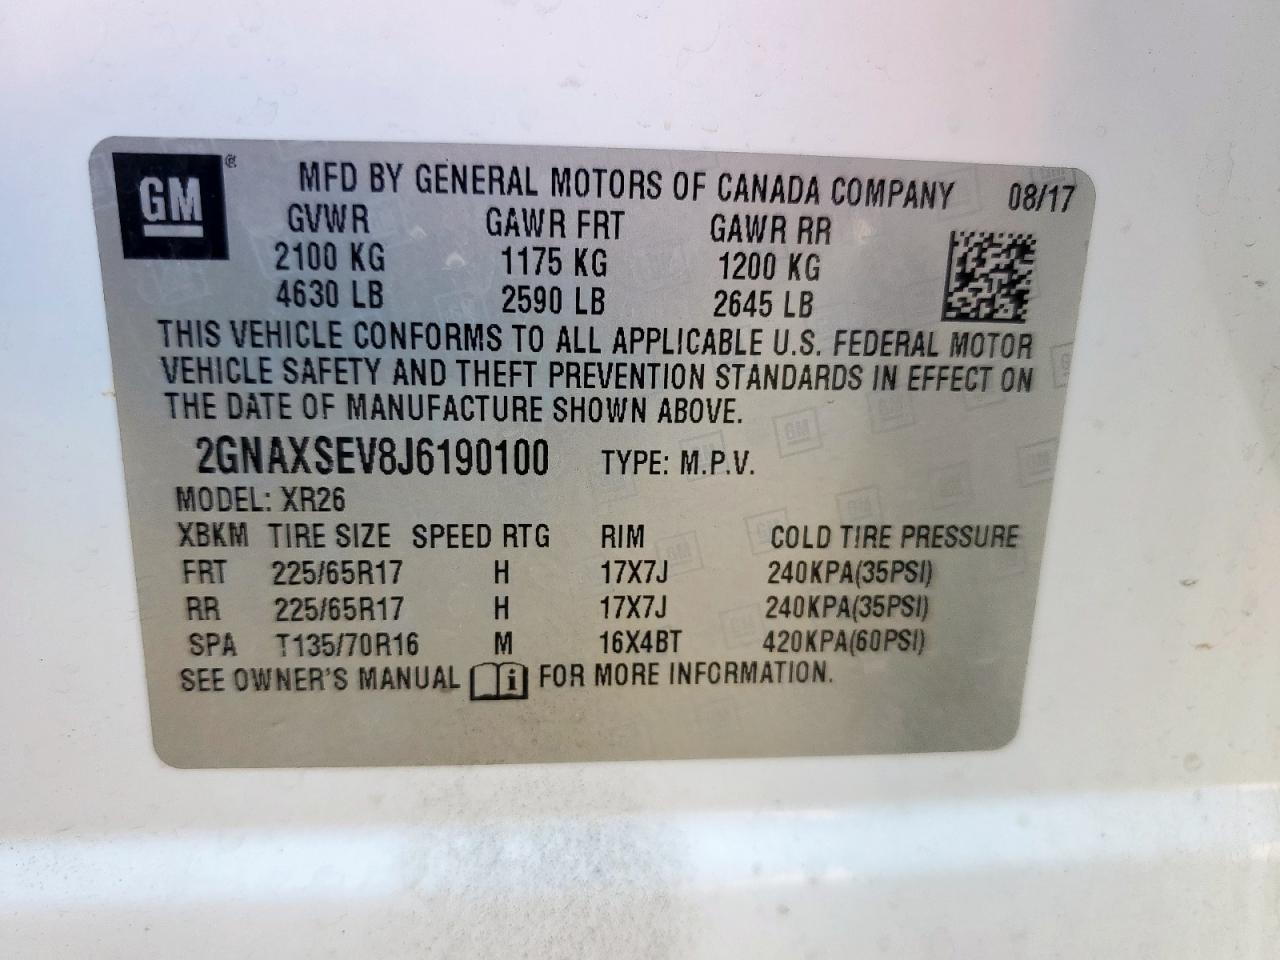 GM ® MFD BY GENERAL MOTORS OF CANADA COMPANY 08/17
GVWR GAWR FRT GAWR RR
2100 KG 1175 KG 1200 KG
4630 LB 2590 LB 2645 LB
THIS VEHICLE CONFORMS TO ALL APPLICABLE U.S. FEDERAL MOTOR
VEHICLE SAFETY AND THEFT PREVENTION STANDARDS IN EFFECT ON
THE DATE OF MANUFACTURE SHOWN ABOVE.
2GNAXSEV8J6190100 TYPE: M.P.V.
MODEL: XR26
XBKM TIRE SIZE SPEED RTG RIM COLD TIRE PRESSURE
FRT 225/65R17 H 17X7J 240KPA(35PSI)
RR 225/65R17 H 17X7J 240KPA(35PSI)
SPA T135/70R16 M 16X4BT 420KPA(60PSI)
SEE OWNER'S MANUAL i FOR MORE INFORMATION.